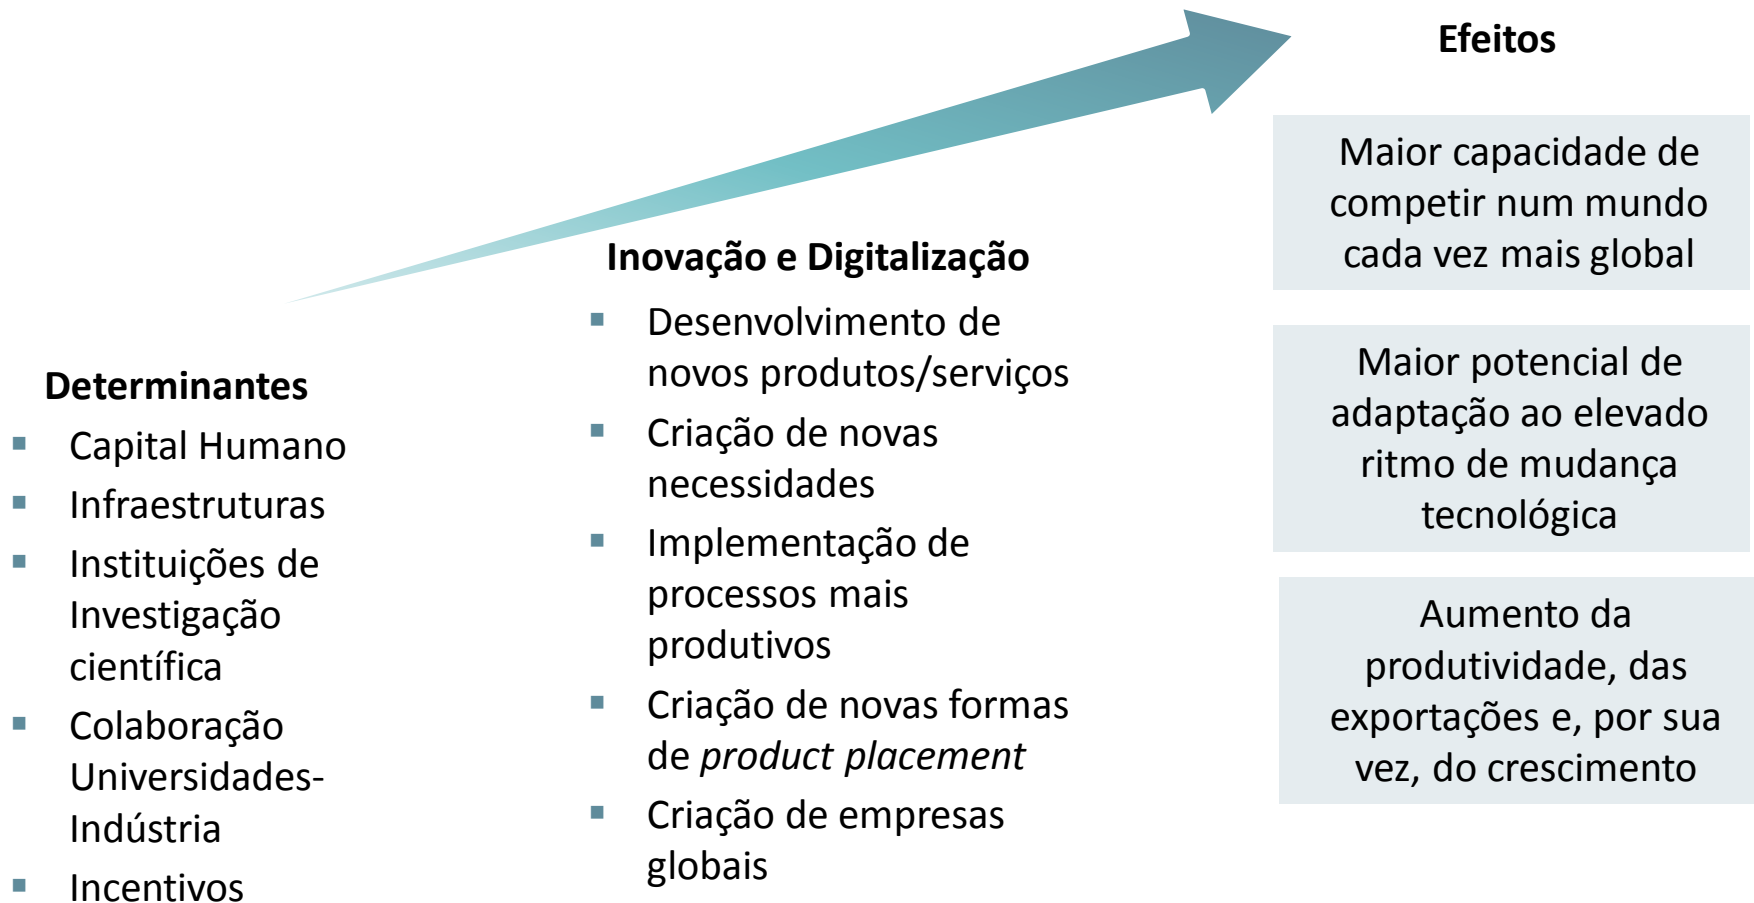 Determinantes
Capital Humano
Infraestruturas
Instituições de
Investigação
científica
Colaboração
Universidades-
Indústria
Incentivos
Inovação e Digitalização
Desenvolvimento de
novos produtos/serviços
Criação de novas
necessidades
Implementação de
processos mais
produtivos
Criação de novas formas
de product placement
Criação de empresas
globais
Efeitos
Maior capacidade de
competir num mundo
cada vez mais global
Maior potencial de
adaptação ao elevado
ritmo de mudança
tecnológica
Aumento da
produtividade, das
exportações e, por sua
vez, do crescimento